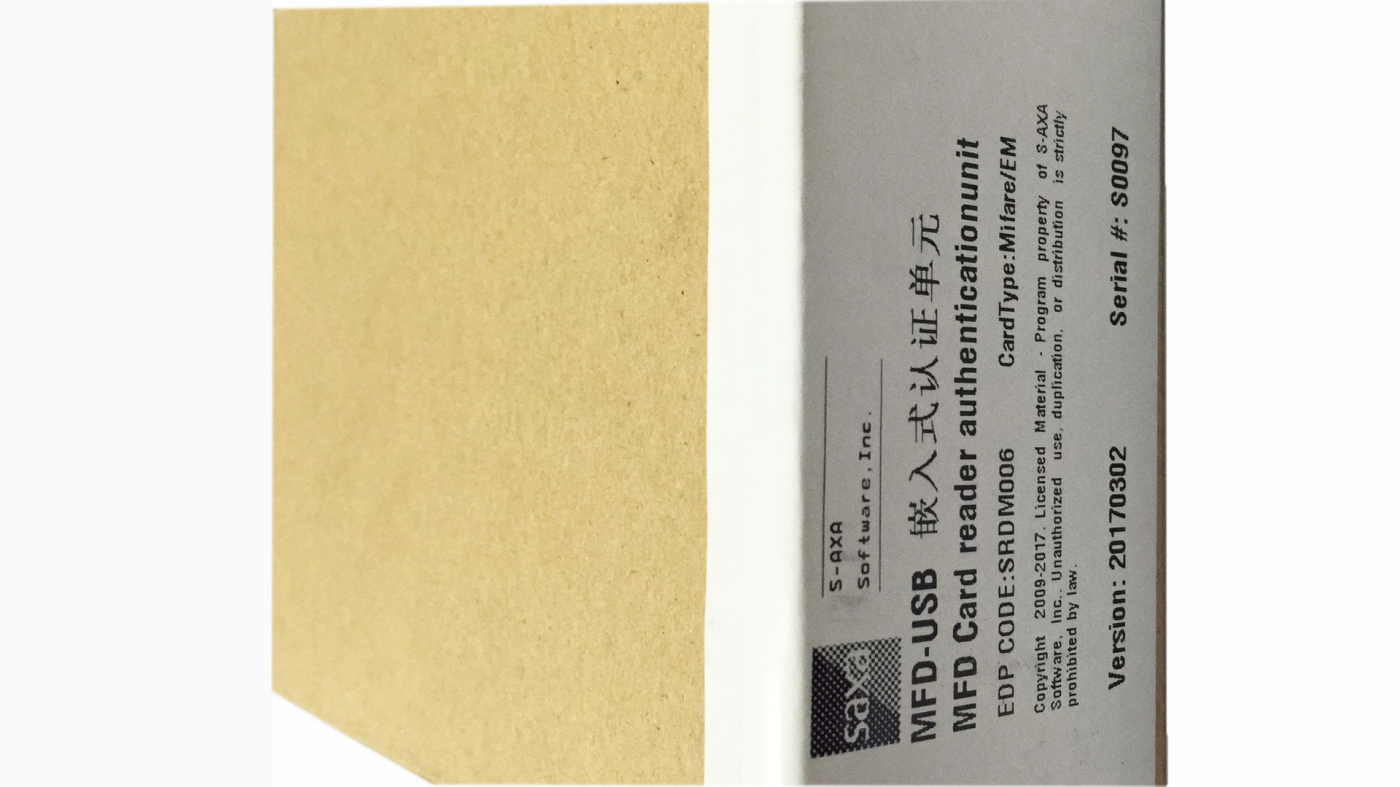 saxa
S-AXA
Software,Inc.
MFD-USB 嵌入式认证单元
MFD Card reader authenticationunit
EDP CODE:SRDM006 CardType:Mifare/EM
Copyright 2009-2017. Licensed Material - Program property of S-AXA
Software, Inc.. Unauthorized use, duplication, or distribution is strictly
prohibited by law.
Version: 20170302 Serial #: S0097